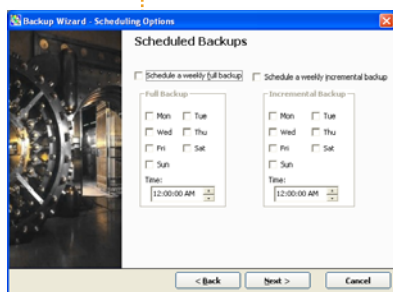 Backup Wizard - Scheduling Options
Scheduled Backups
Schedule a weekly full backup
Schedule a weekly incremental backup
Full Backup
Mon Tue
Wed Thu
Fri Sat
Sun
Time:
12:00:00 AM
Incremental Backup
Mon Tue
Wed Thu
Fri Sat
Sun
Time:
12:00:00 AM
< Back
Next >
Cancel